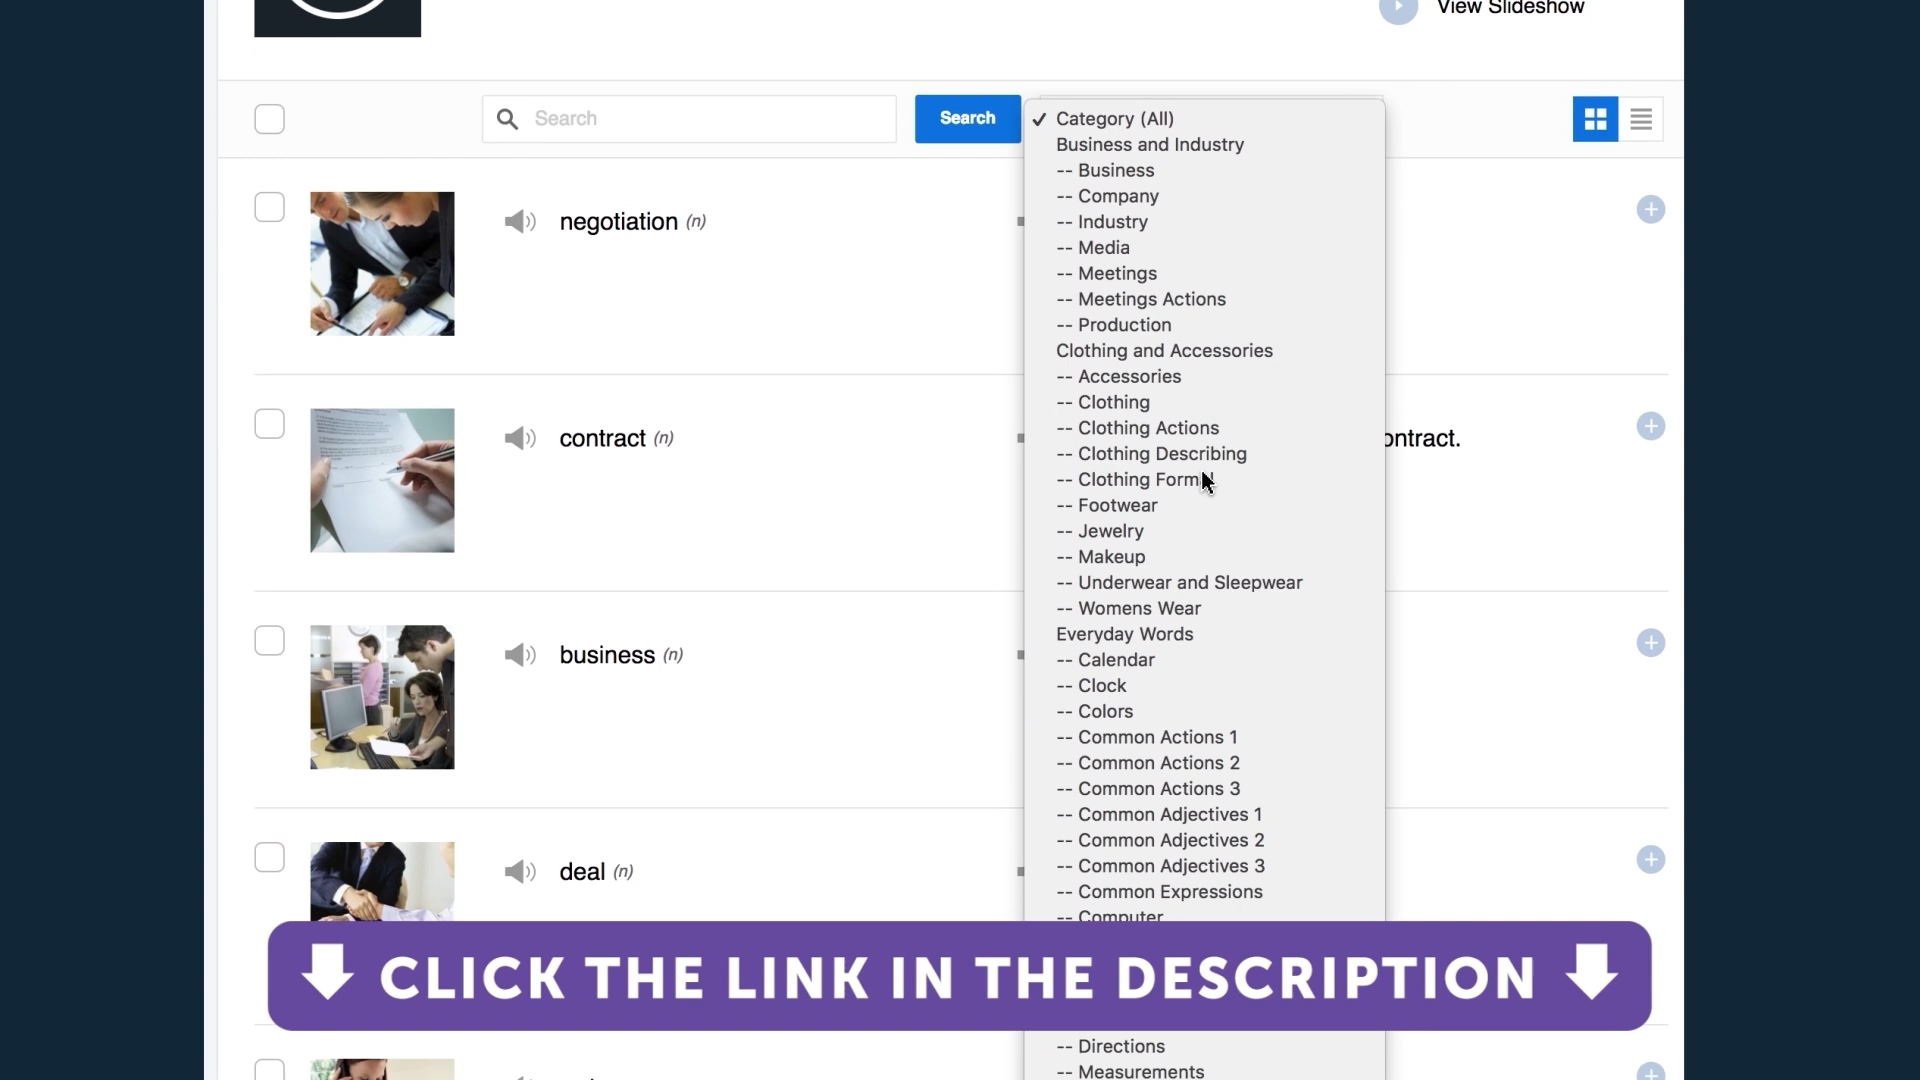 View Slideshow
Search
Search
✓ Category (All)
Business and Industry
-- Business
-- Company
-- Industry
-- Media
-- Meetings
-- Meetings Actions
-- Production
Clothing and Accessories
-- Accessories
-- Clothing
-- Clothing Actions
-- Clothing Describing
-- Clothing
-- Footwear
-- Jewelry
-- Makeup
-- Underwear and Sleepwear
-- Womens Wear
Everyday Words
-- Calendar
-- Clock
-- Colors
-- Common Actions 1
-- Common Actions 2
-- Common Actions 3
-- Common Adjectives 1
-- Common Adjectives 2
-- Common Adjectives 3
-- Common Expressions
-- Computer
-- Directions
-- Measurements
negotiation (n)
contract (n)
ontract.
business (n)
deal (n)
CLICK THE LINK IN THE DESCRIPTION